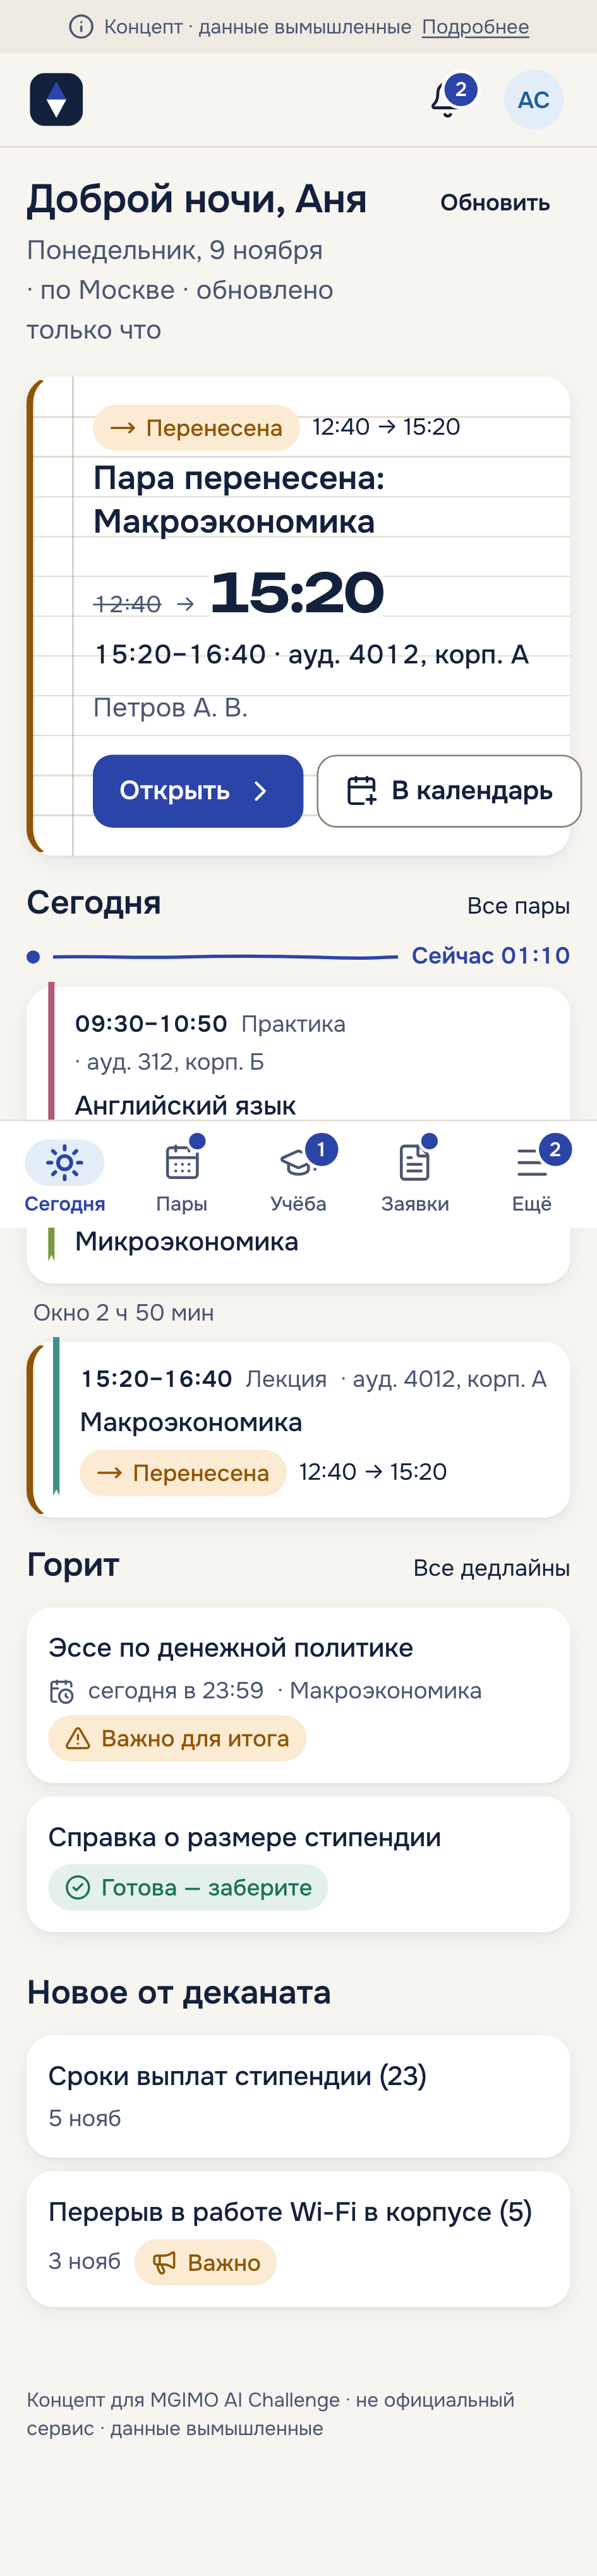 Концепт · данные вымышленные Подробнее
2
АС
Доброй ночи, Аня
Обновить
Понедельник, 9 ноября
· по Москве · обновлено
только что
→ Перенесена 12:40 → 15:20
Пара перенесена:
Макроэкономика
12:40 → 15:20
15:20–16:40 · ауд. 4012, корп. А
Петров А. В.
Открыть
В календарь
Сегодня
Все пары
Сейчас 01:10
09:30–10:50 Практика
· ауд. 312, корп. Б
Английский язык
1
2
Сегодня
Пары
Учёба
Заявки
Ещё
Микроэкономика
Окно 2 ч 50 мин
15:20–16:40 Лекция · ауд. 4012, корп. А
Макроэкономика
→ Перенесена 12:40 → 15:20
Горит
Все дедлайны
Эссе по денежной политике
сегодня в 23:59 · Макроэкономика
Важно для итога
Справка о размере стипендии
Готова — заберите
Новое от деканата
Сроки выплат стипендии (23)
5 нояб
Перерыв в работе Wi-Fi в корпусе (5)
3 нояб Важно
Концепт для MGIMO AI Challenge · не официальный
сервис · данные вымышленные